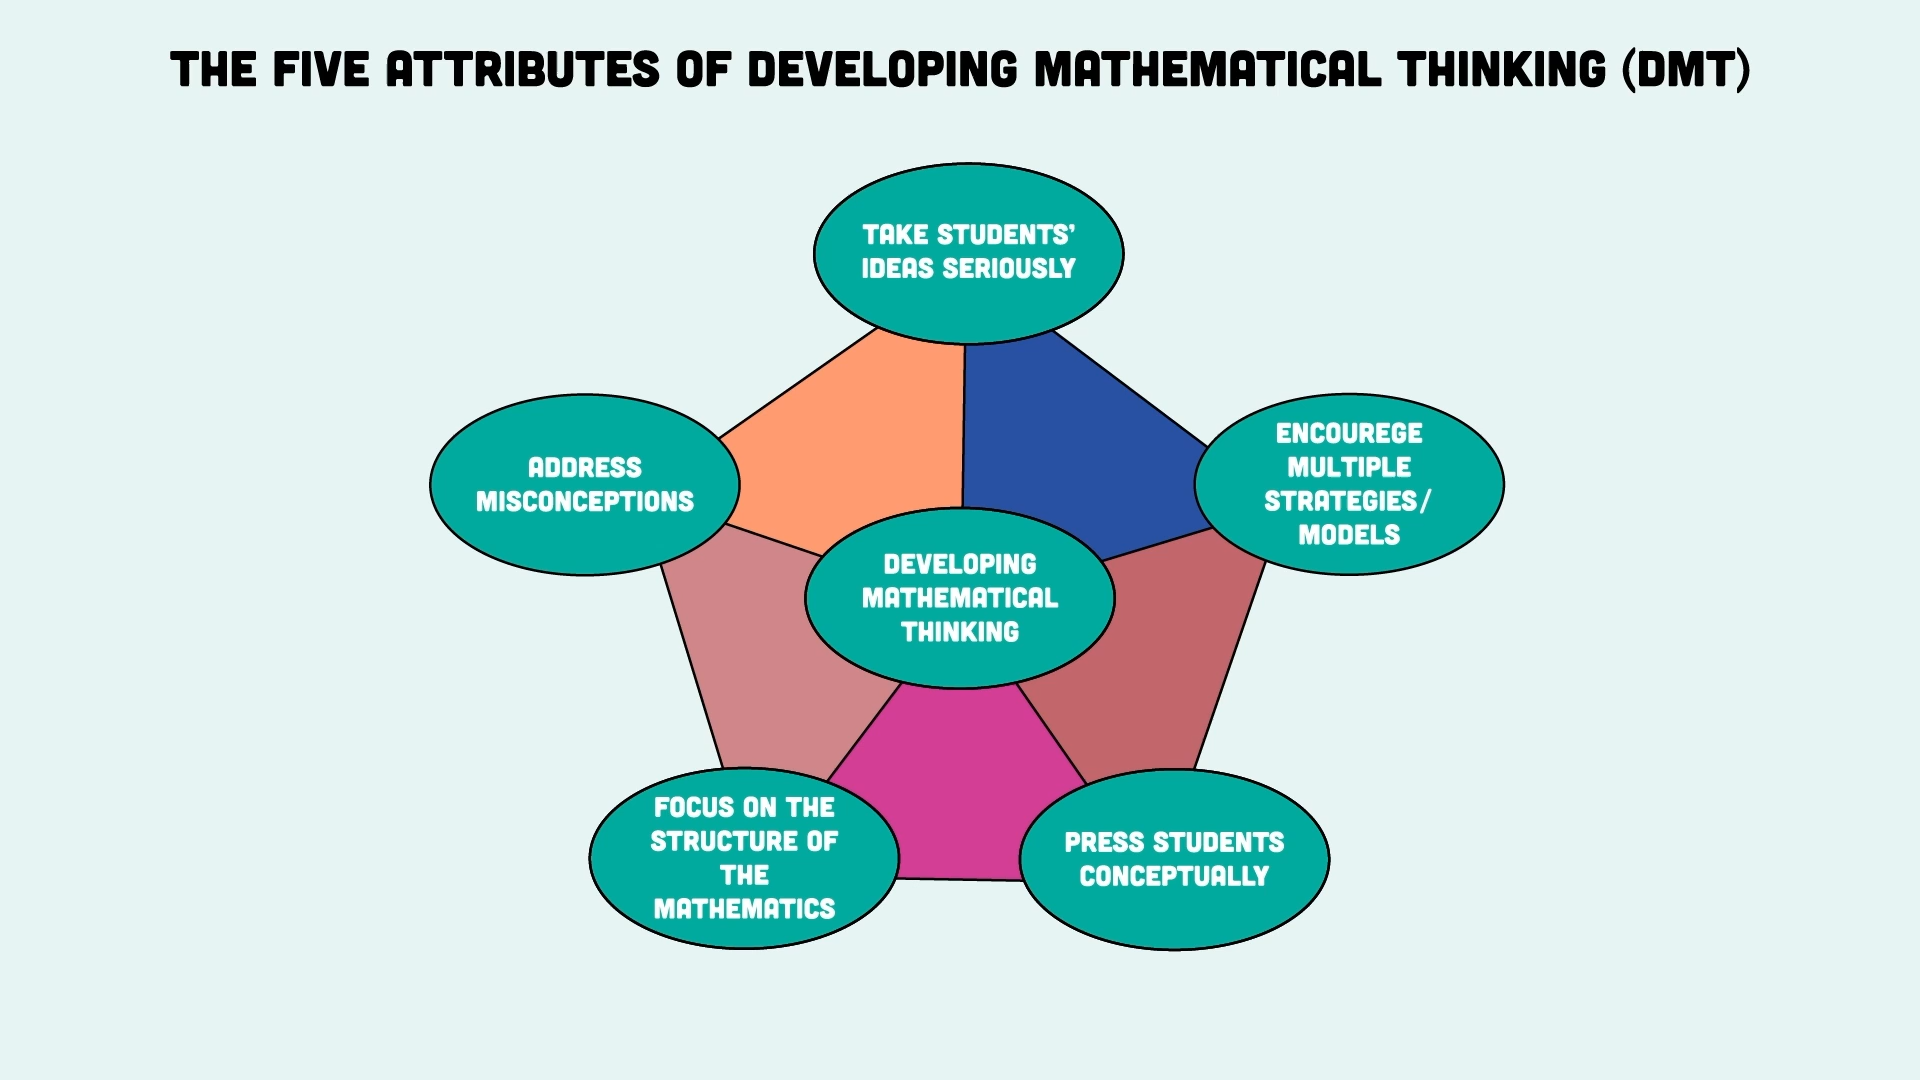 THE FIVE ATTRIBUTES OF DEVELOPING MATHEMATICAL THINKING (DMT)
TAKE STUDENTS'
IDEAS SERIOUSLY
ADDRESS
MISCONCEPTIONS
ENCOUREGE
MULTIPLE
STRATEGIES/
MODELS
DEVELOPING
MATHEMATICAL
THINKING
FOCUS ON THE
STRUCTURE OF
THE
MATHEMATICS
PRESS STUDENTS
CONCEPTUALLY